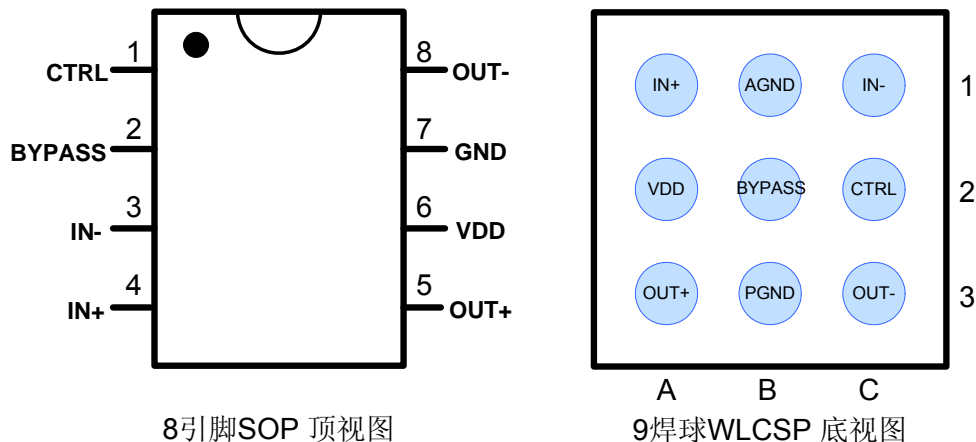 1 8
CTRL OUT-
2 7
BYPASS GND
3 6
IN- VDD
4 5
IN+ OUT+
8引脚SOP 顶视图
IN+ AGND IN- 1
VDD BYPASS CTRL 2
OUT+ PGND OUT- 3
A B C
9焊球WLCSP 底视图